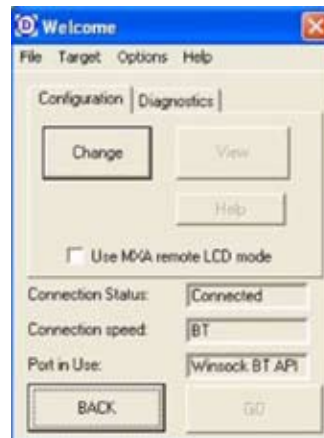 Welcome
File Target Options Help
Configuration Diagnostics
Change View
Help
Use MXA remote LCD mode
Connection Status: Connected
Connection speed: BT
Port in Use: Winsock BT API
BACK GO